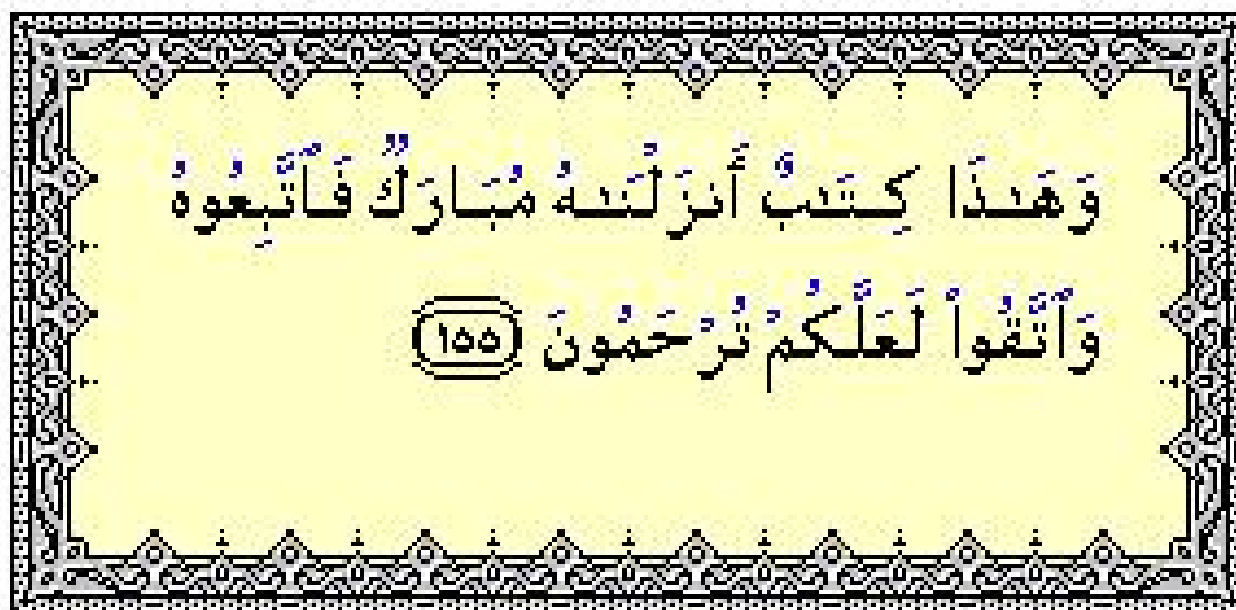 وَهَـٰذَا كِتَـٰبٌ أَنزَلْنَـٰهُ مُبَارَكٌ فَٱتَّبِعُوهُ
وَٱتَّقُواْ لَعَلَّكُمْ تُرْحَمُونَ ١٥٥